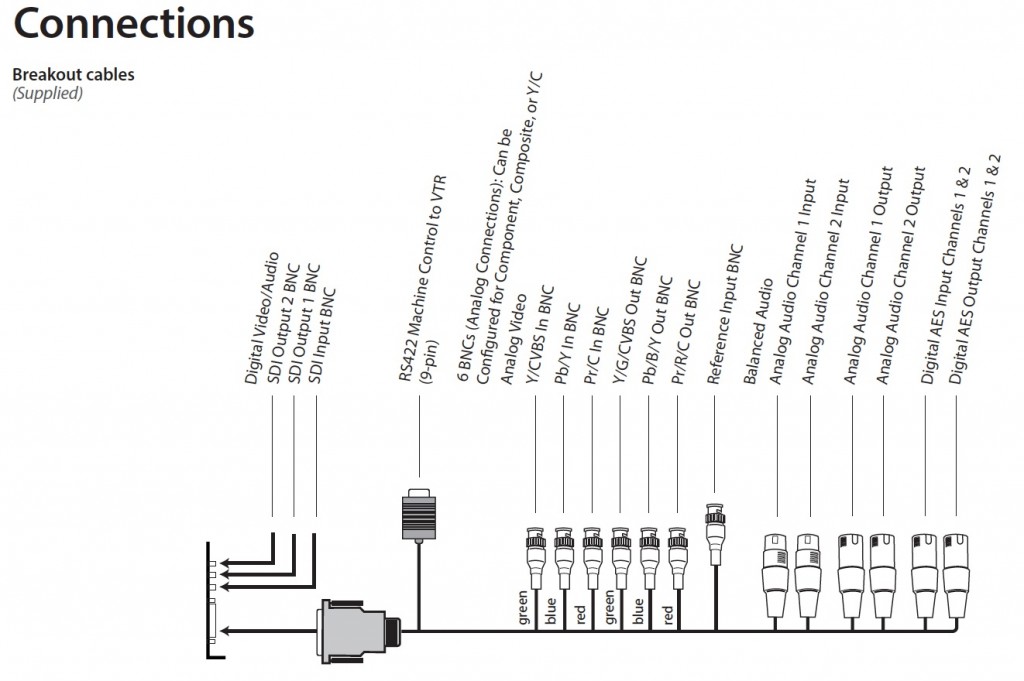 Connections
Breakout cables
(Supplied)
Digital Video/Audio
SDI Output 2 BNC
SDI Output 1 BNC
SDI Input BNC
RS422 Machine Control to VTR
(9-pin)
6 BNCs (Analog Connections): Can be
Configured for Component, Composite, or Y/C
Analog Video
Y/CVBS In BNC
Pb/Y In BNC
Pr/C In BNC
Y/G/CVBS Out BNC
Pb/B/Y Out BNC
Pr/R/C Out BNC
Reference Input BNC
Balanced Audio
Analog Audio Channel 1 Input
Analog Audio Channel 2 Input
Analog Audio Channel 1 Output
Analog Audio Channel 2 Output
Digital AES Input Channels 1 & 2
Digital AES Output Channels 1 & 2
green
blue
red
green
blue
red